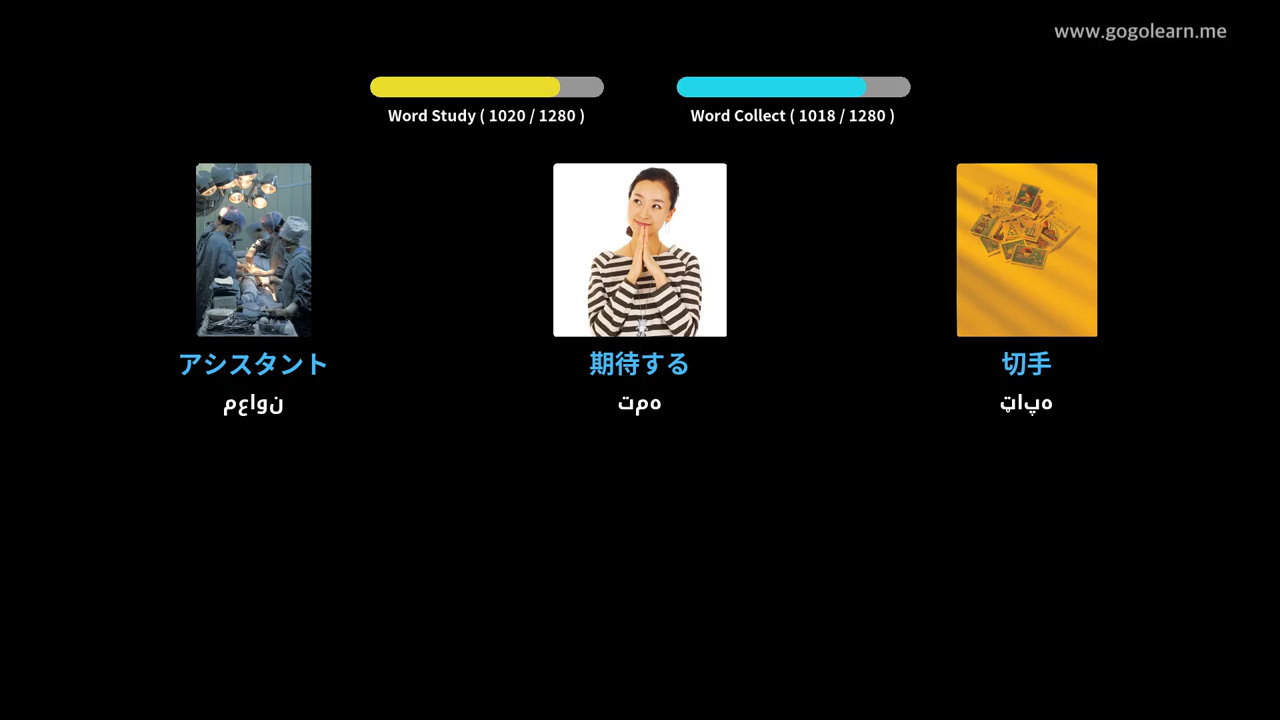 www.gogolearn.me
Word Study ( 1020 / 1280 )
Word Collect ( 1018 / 1280 )
アシスタント
معاون
期待する
تمه
切手
ټاپه